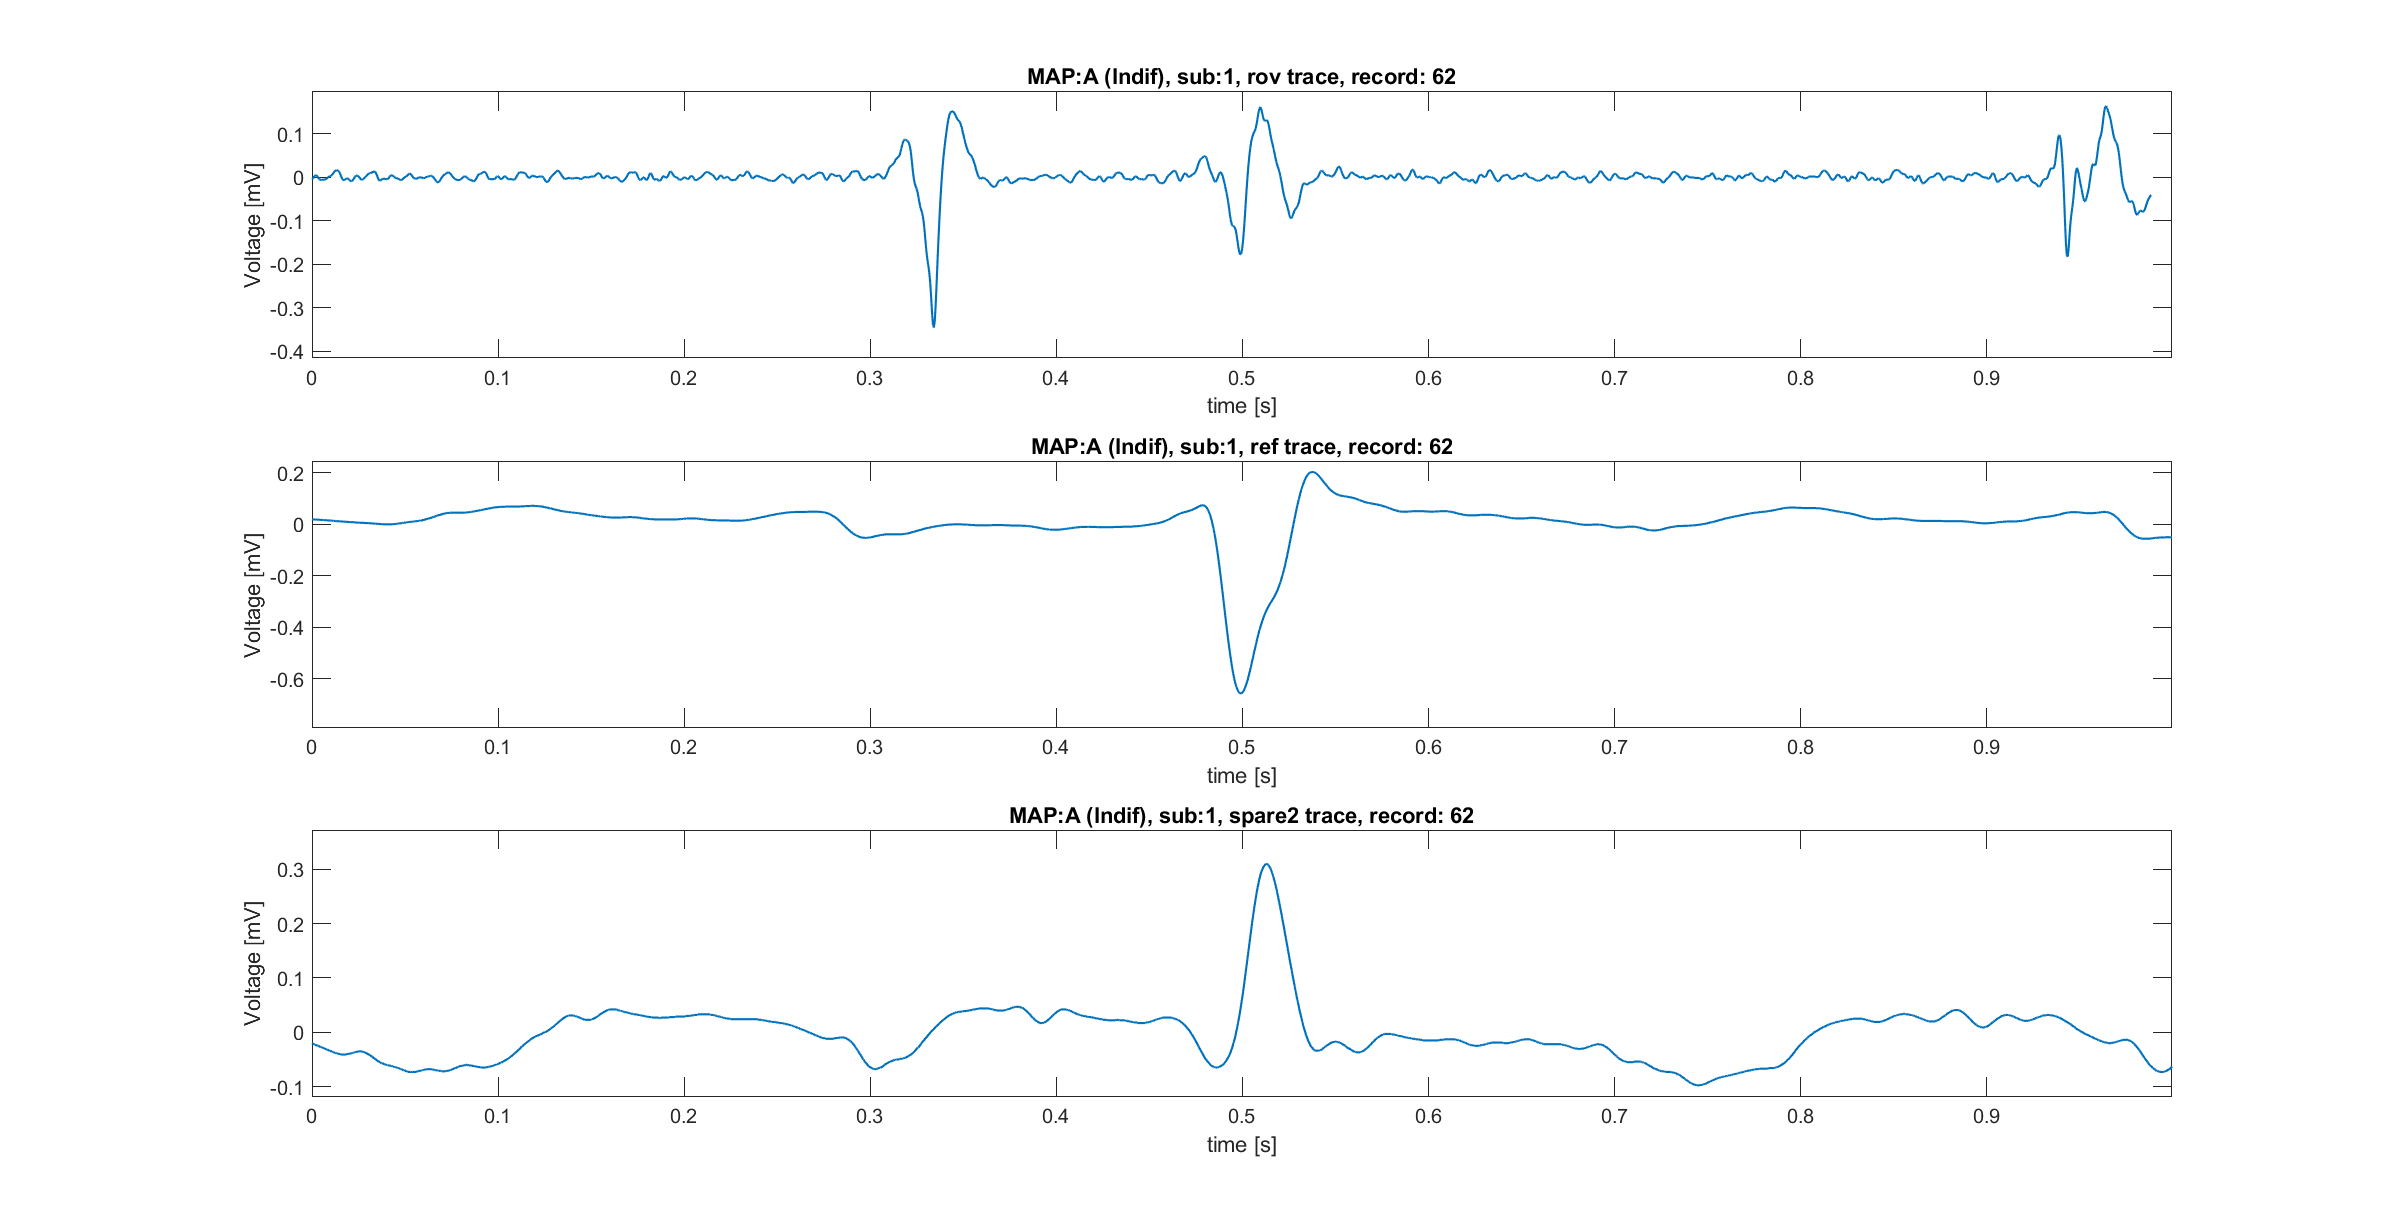 MAP:A (Indif), sub:1, rov trace, record: 62
Voltage [mV]
0.1
0
-0.1
-0.2
-0.3
-0.4
0 0.1 0.2 0.3 0.4 0.5 0.6 0.7 0.8 0.9
time [s]
MAP:A (Indif), sub:1, ref trace, record: 62
Voltage [mV]
0.2
0
-0.2
-0.4
-0.6
0 0.1 0.2 0.3 0.4 0.5 0.6 0.7 0.8 0.9
time [s]
MAP:A (Indif), sub:1, spare2 trace, record: 62
Voltage [mV]
0.3
0.2
0.1
0
-0.1
0 0.1 0.2 0.3 0.4 0.5 0.6 0.7 0.8 0.9
time [s]